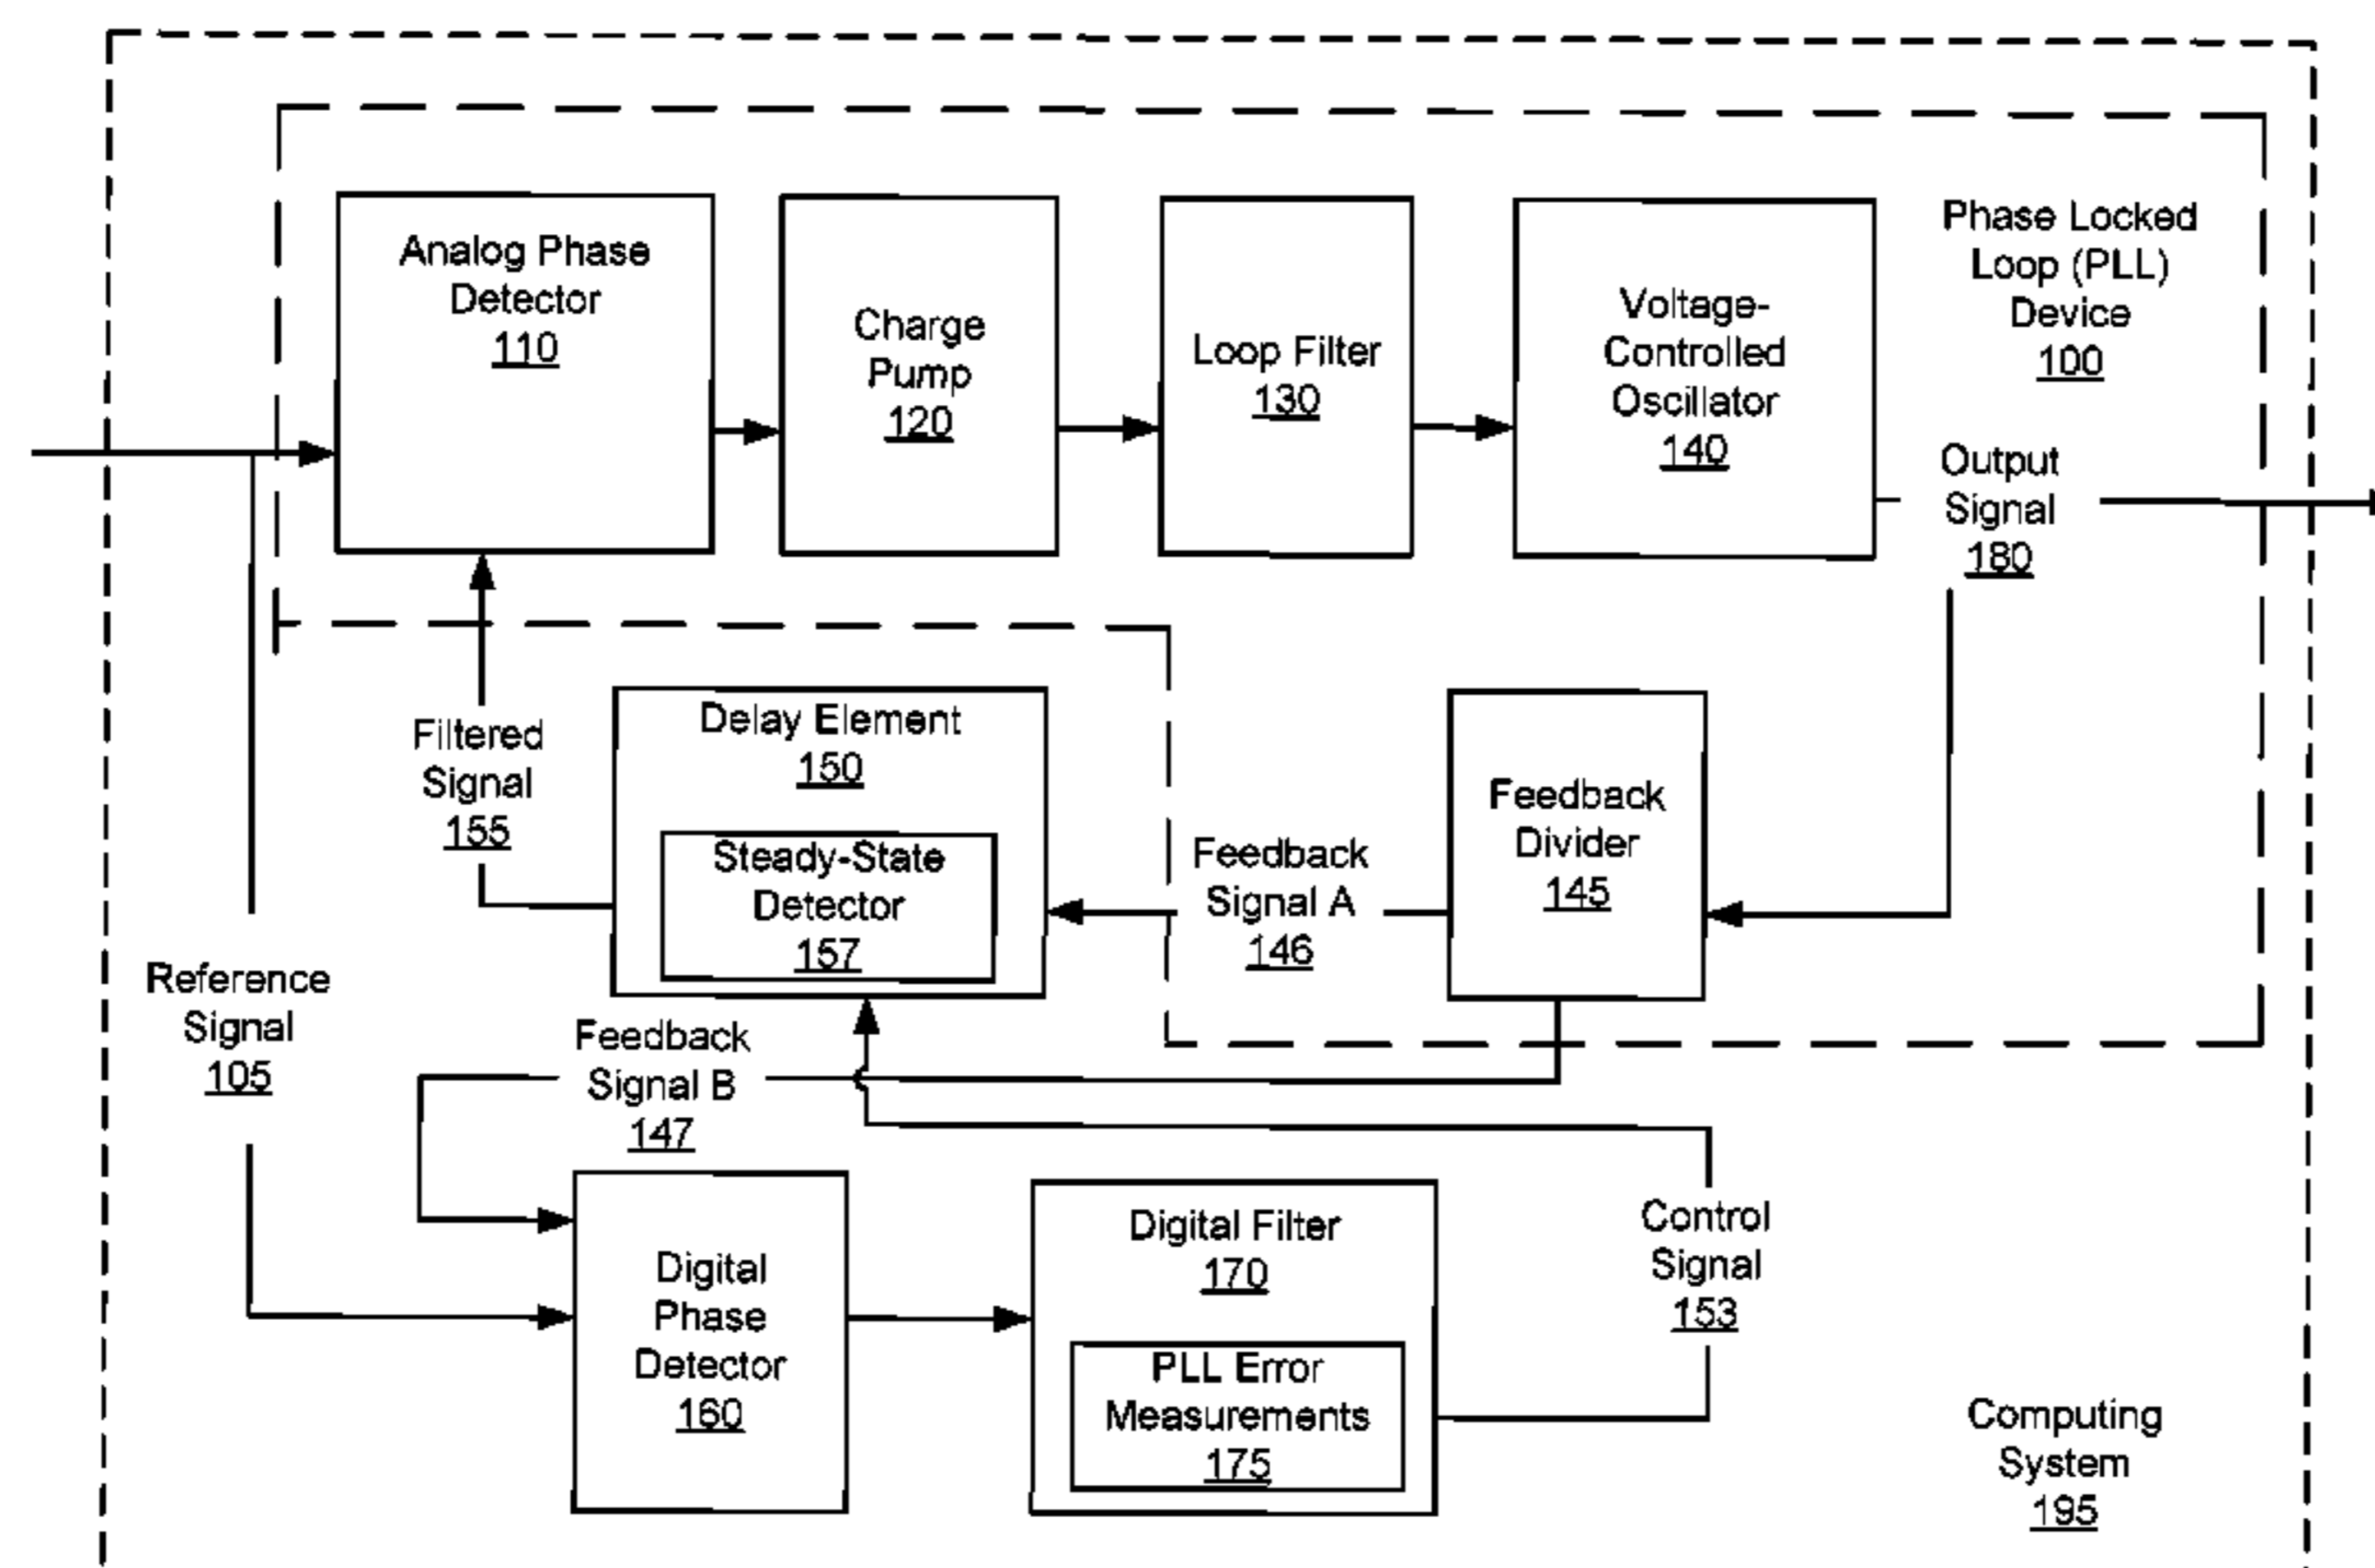 Analog Phase
Detector
110
Charge
Pump
120
Loop Filter
130
Voltage-
Controlled
Oscillator
140
Phase Locked
Loop (PLL)
Device
100
Output
Signal
180
Filtered
Signal
155
Delay Element
150
Steady-State
Detector
157
Feedback
Signal A
146
Feedback
Divider
145
Reference
Signal
105
Feedback
Signal B
147
Digital
Phase
Detector
160
Digital Filter
170
PLL Error
Measurements
175
Control
Signal
153
Computing
System
195